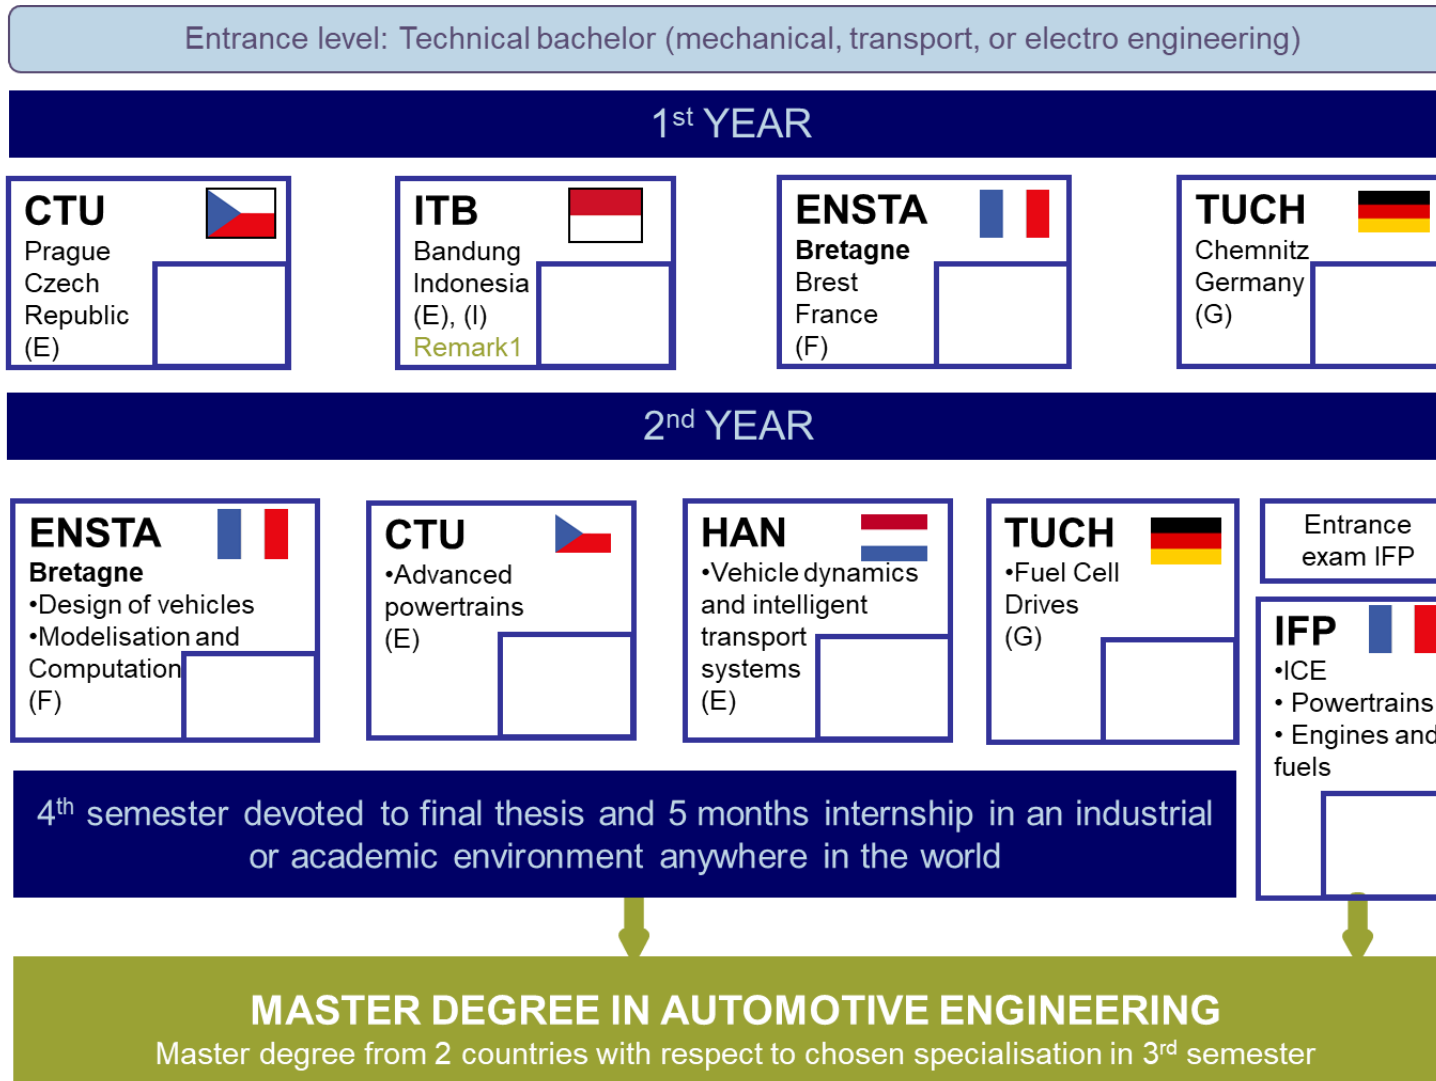 Entrance level: Technical bachelor (mechanical, transport, or electro engineering)
1st YEAR
CTU
Prague
Czech
Republic
(E)
ITB
Bandung
Indonesia
(E), (I)
Remark1
ENSTA
Bretagne
Brest
France
(F)
TUCH
Chemnitz
Germany
(G)
2nd YEAR
ENSTA
Bretagne
•Design of vehicles
•Modelisation and
Computation
(F)
CTU
•Advanced
powertrains
(E)
HAN
•Vehicle dynamics
and intelligent
transport
systems
(E)
TUCH
•Fuel Cell
Drives
(G)
Entrance
exam IFP
IFP
•ICE
• Powertrains
• Engines and
fuels
4th semester devoted to final thesis and 5 months internship in an industrial
or academic environment anywhere in the world
MASTER DEGREE IN AUTOMOTIVE ENGINEERING
Master degree from 2 countries with respect to chosen specialisation in 3rd semester